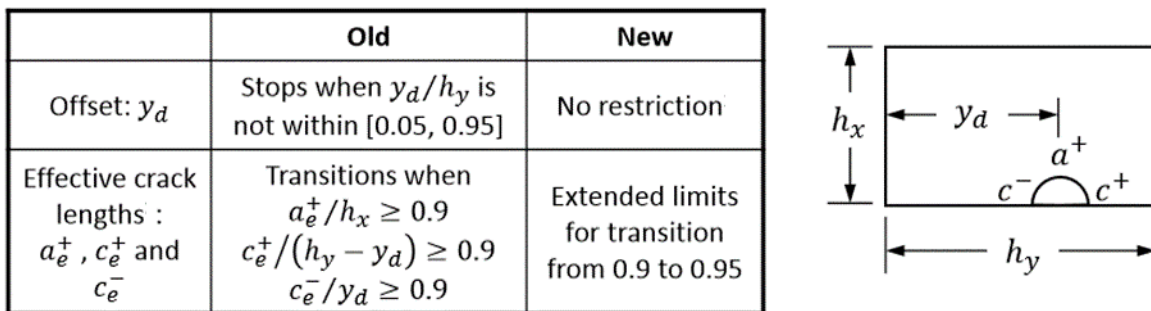 Old
New
Offset: y_d
Stops when y_d/h_y is
not within [0.05, 0.95]
No restriction
Effective crack
lengths :
a_e^+ , c_e^+ and
c_e^-
Transitions when
a_e^+/h_x ≥ 0.9
c_e^+/(h_y − y_d) ≥ 0.9
c_e^-/y_d ≥ 0.9
Extended limits
for transition
from 0.9 to 0.95
h_x
y_d
a^+
c^-
c^+
h_y